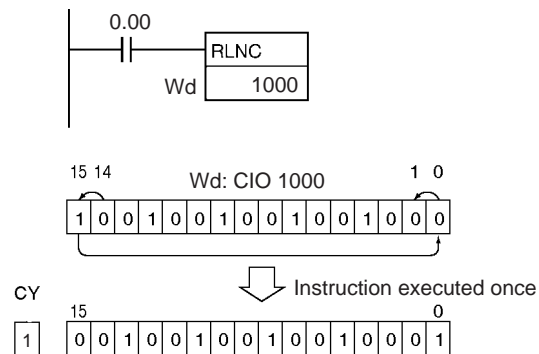 0.00
RLNC
Wd 1000
15 14 1 0
Wd: CIO 1000
1 0 0 1 0 0 1 0 0 1 0 0 1 0 0 0
Instruction executed once
CY
15 0
1 0 0 1 0 0 1 0 0 1 0 0 1 0 0 0 1